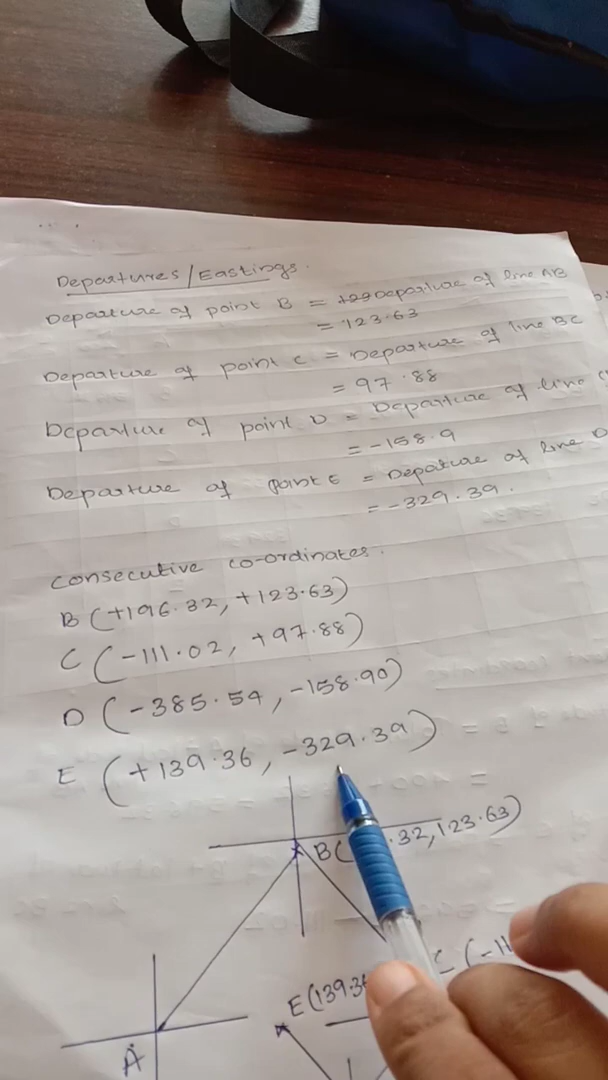 Departures/Eastings.
Departure of point B = Departure of line AB
= 123.63
Departure of point C = Departure of line BC
= 97.88
Departure of point D = Departure of line
= -158.9
Departure of point E = Depature of line D
= -329.39.
Consecutive co-ordinates.
B (+196.32, +123.63)
C (-111.02, +97.88)
D (-385.54, -158.90)
E (+139.36, -329.39)
B( .32, 123.63)
C (-11
E(139.36
A